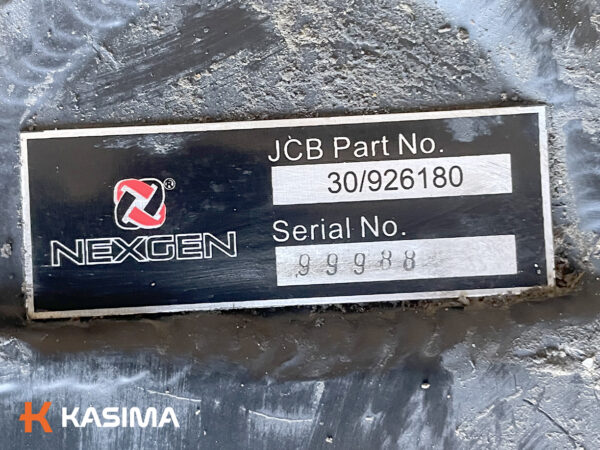 JCB Part No.
30/926180
NEXGEN
®
Serial No.
99988
KASIMA